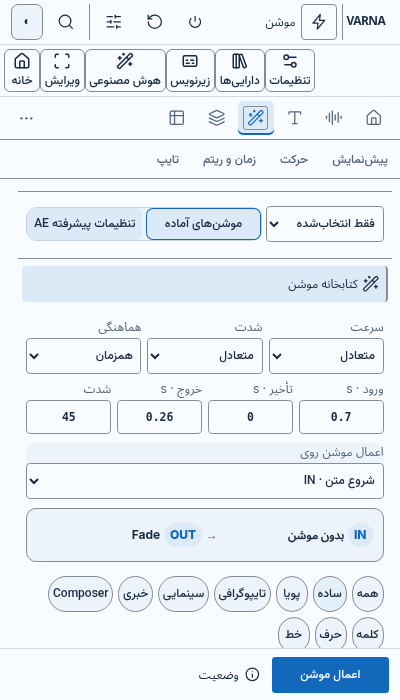 VARNA موشن
تنظیمات دارایی‌ها زیرنویس هوش مصنوعی ویرایش خانه
پیش‌نمایش حرکت زمان و ریتم تایپ
فقط انتخاب‌شده موشن‌های آماده تنظیمات پیشرفته AE
کتابخانه موشن
سرعت شدت هماهنگی
متعادل متعادل همزمان
ورود · s تأخیر · s خروج · s شدت
0.7 0 0.26 45
اعمال موشن روی
شروع متن · IN
IN بدون موشن → OUT Fade
همه ساده پویا تایپوگرافی سینمایی خبری Composer
کلمه حرف خط
اعمال موشن وضعیت